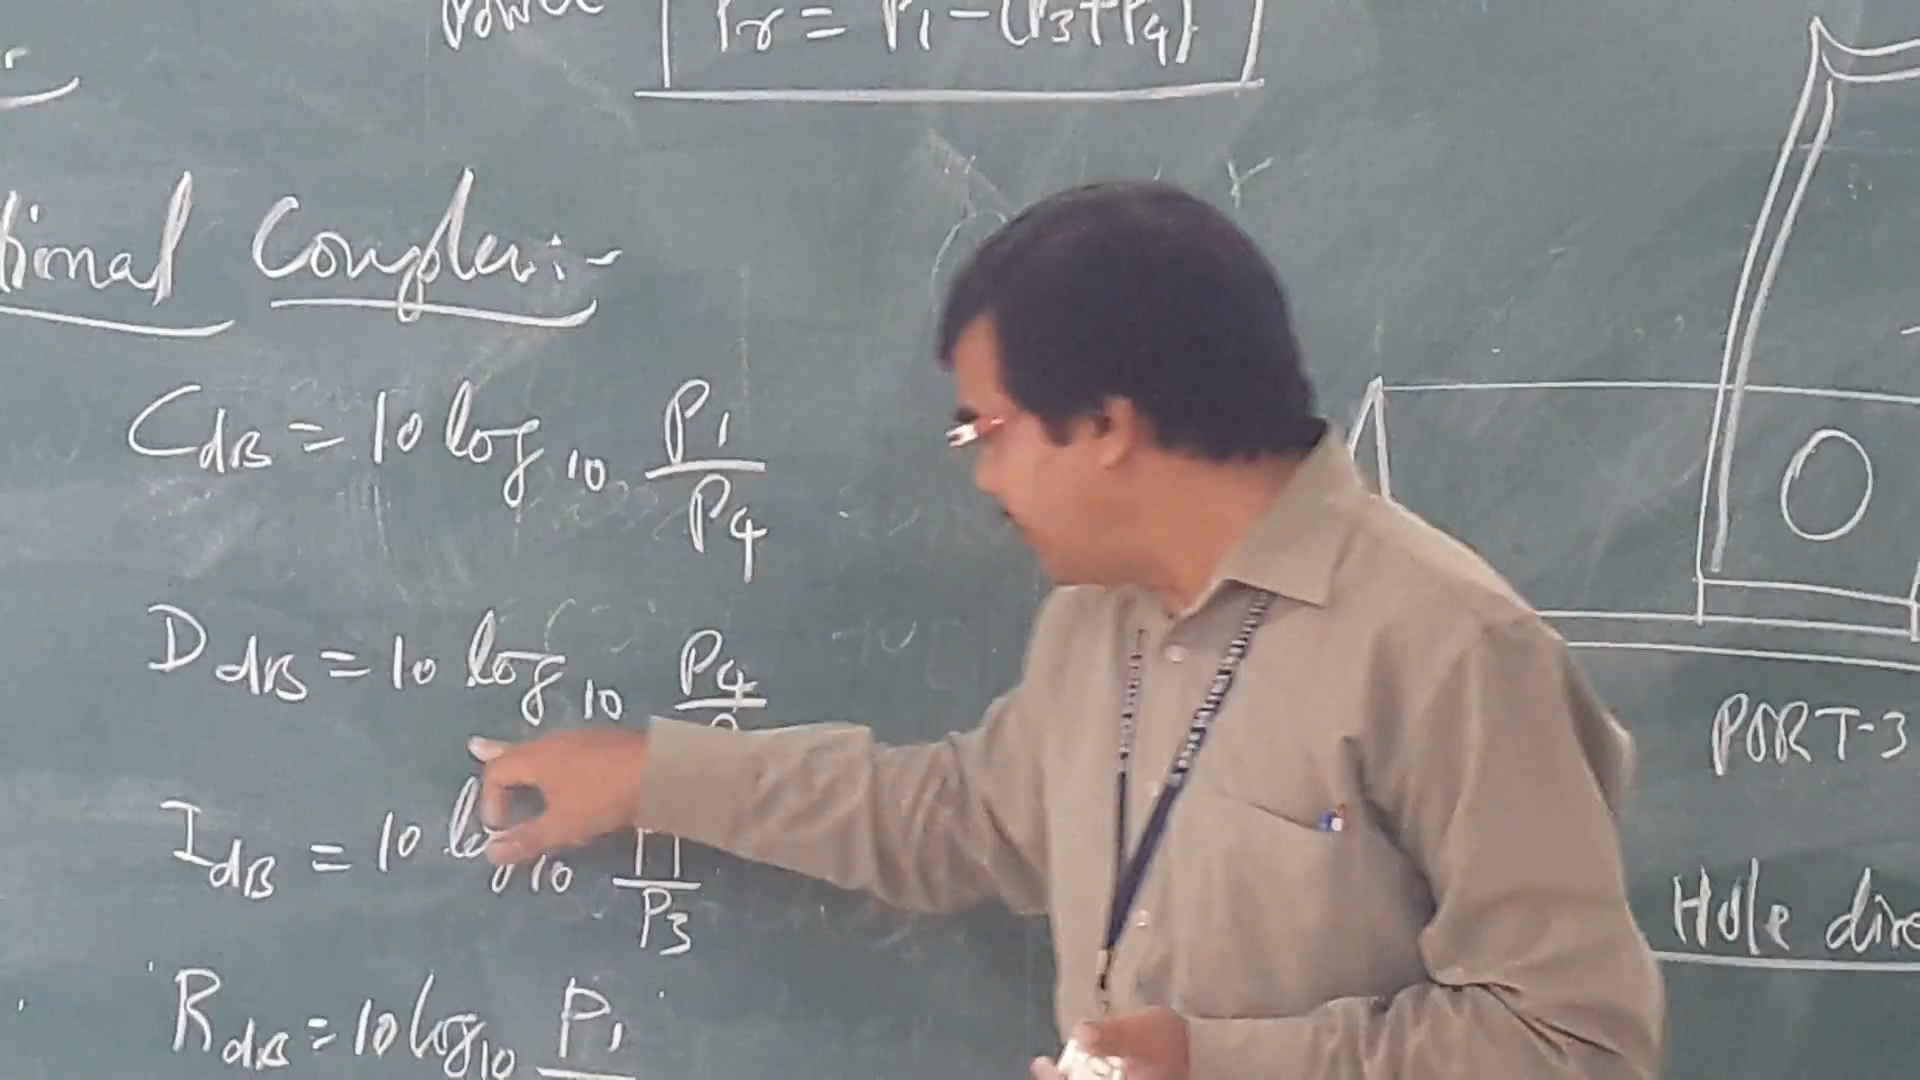 Power Pr = P1 - (P3+P4)
tional Coupler:-
CdB = 10 log10 P1/P4
DdB = 10 log10 P4/
IdB = 10 log10 P1/P3
RdB = 10 log10 P1
PORT-3
Hole dire